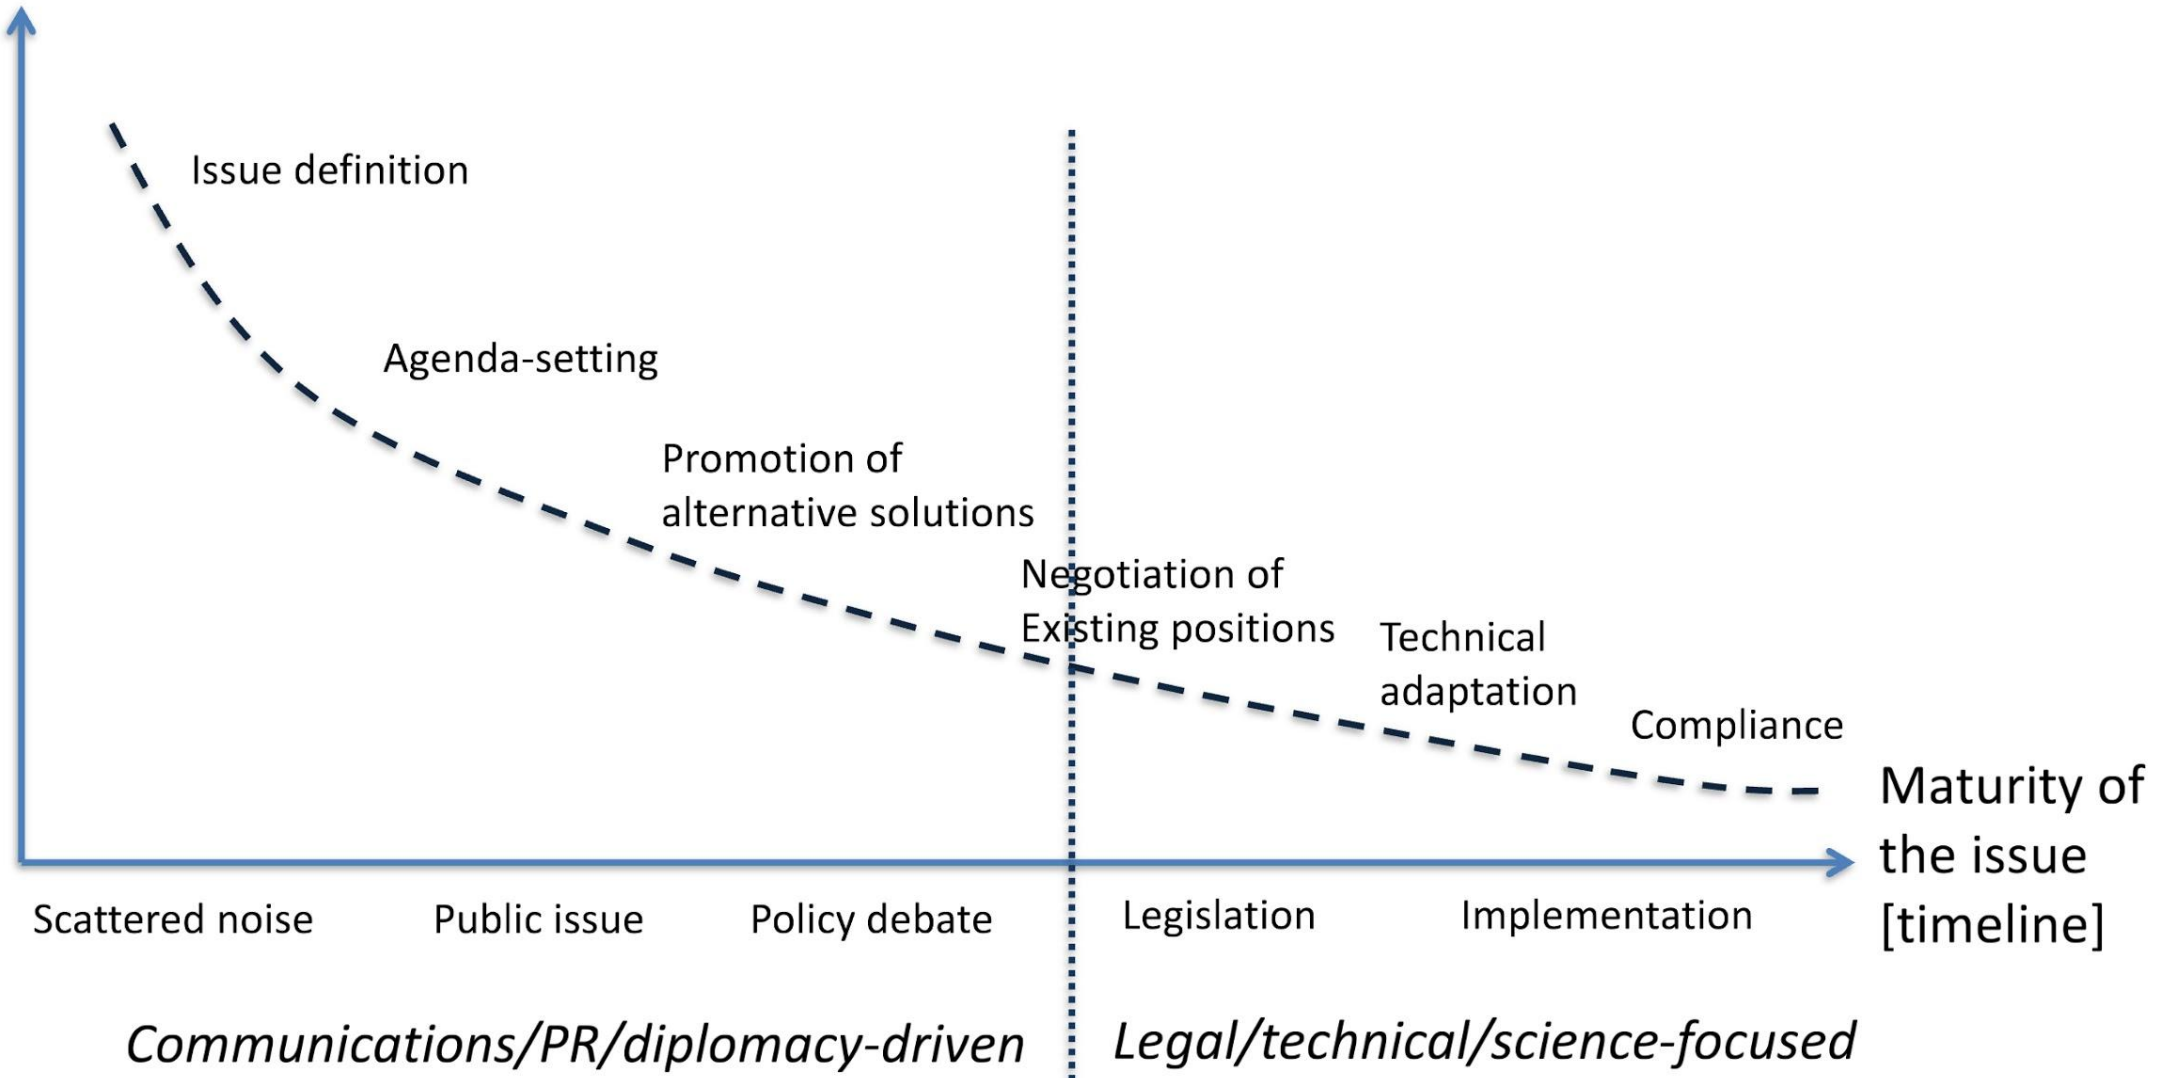 Issue definition
Agenda-setting
Promotion of
alternative solutions
Negotiation of
Existing positions
Technical
adaptation
Compliance
Maturity of
the issue
[timeline]
Scattered noise
Public issue
Policy debate
Legislation
Implementation
Communications/PR/diplomacy-driven
Legal/technical/science-focused